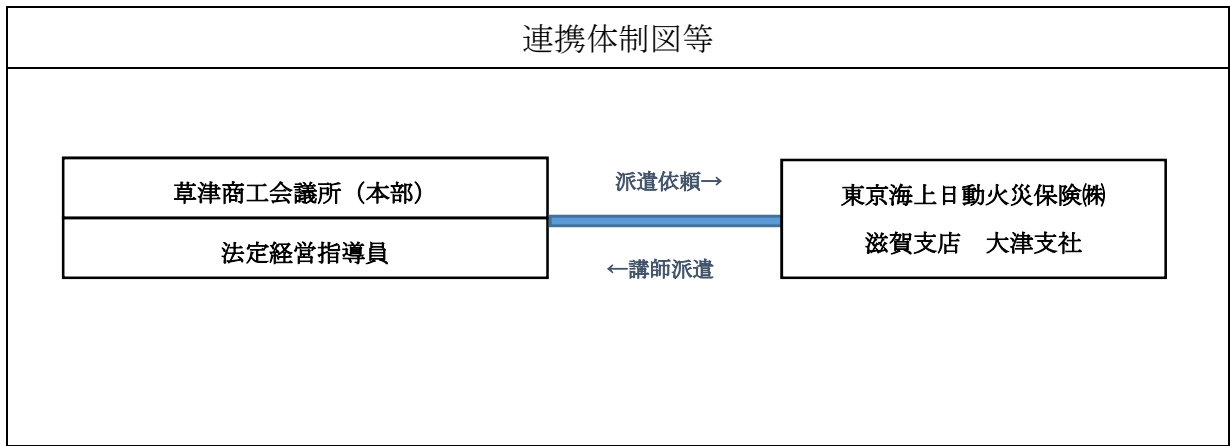 連携体制図等
草津商工会議所（本部）
法定経営指導員
派遣依頼→
←講師派遣
東京海上日動火災保険㈱
滋賀支店　大津支社